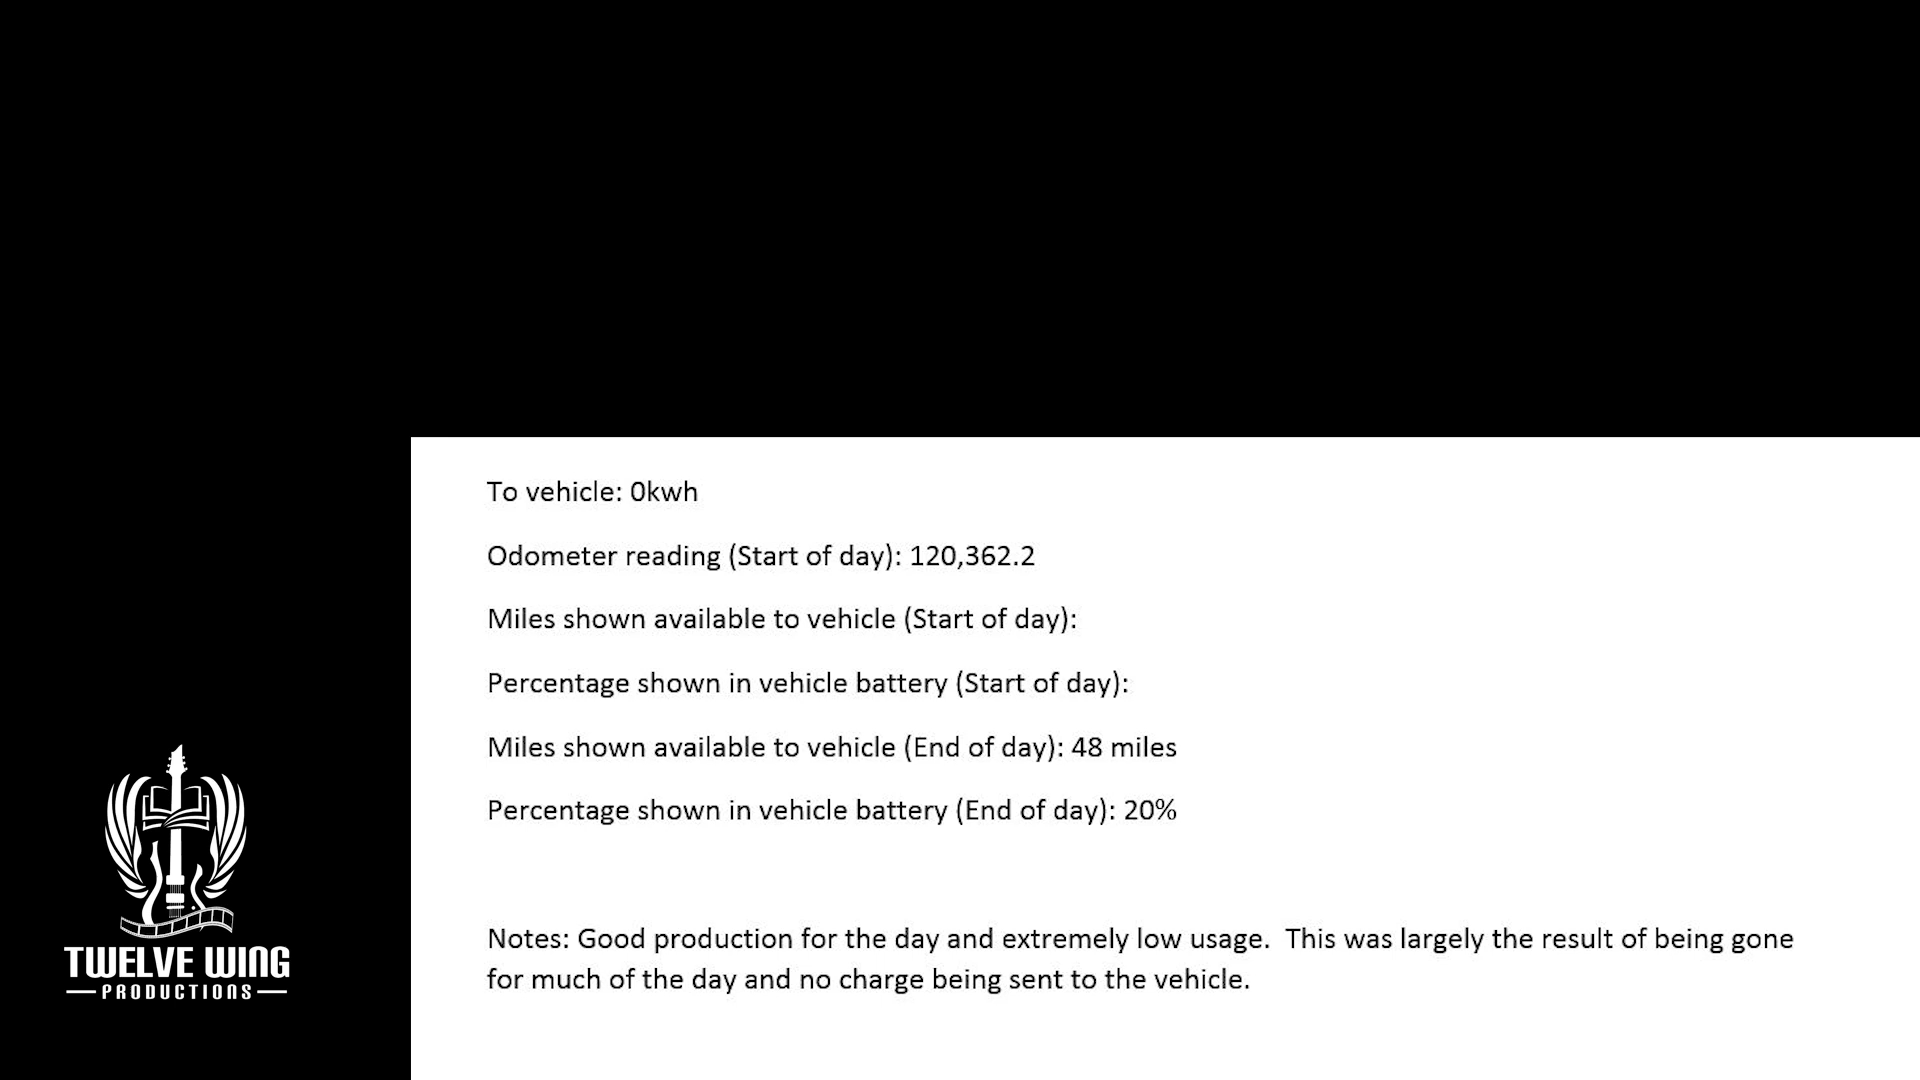 To vehicle: 0kwh
Odometer reading (Start of day): 120,362.2
Miles shown available to vehicle (Start of day):
Percentage shown in vehicle battery (Start of day):
Miles shown available to vehicle (End of day): 48 miles
Percentage shown in vehicle battery (End of day): 20%
Notes: Good production for the day and extremely low usage.  This was largely the result of being gone
for much of the day and no charge being sent to the vehicle.
TWELVE WING
PRODUCTIONS